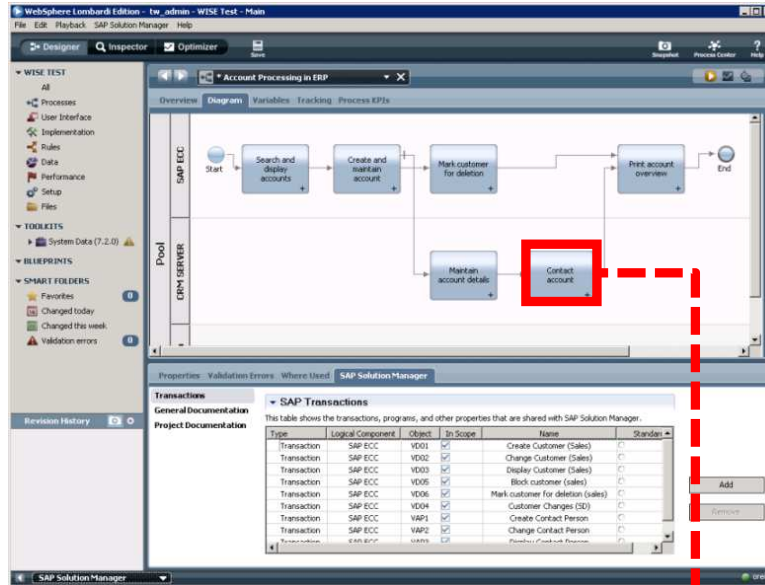 WebSphere Lombardi Edition - tw_admin - WISE Test - Main
File Edit Playback SAP Solution Manager Help
Designer Inspector Optimizer Save Snapshot Process Center Help
WISE TEST
All
Processes
User Interface
Implementation
Rules
Data
Performance
Setup
Files
TOOLKITS
System Data (7.2.0)
BLUEPRINTS
SMART FOLDERS
Favorites 0
Changed today
Changed this week
Validation errors 0
Revision History
* Account Processing in ERP
Overview Diagram Variables Tracking Process KPIs
Pool
SAP ECC
Start
Search and
display
accounts
Create and
maintain
account
Mark customer
for deletion
Print account
overview
End
CRM SERVER
Maintain
account details
Contact
account
Properties Validation Errors Where Used SAP Solution Manager
Transactions
General Documentation
Project Documentation
SAP Transactions
This table shows the transactions, programs, and other properties that are shared with SAP Solution Manager.
Type Logical Component Object In Scope Name Standard
Transaction SAP ECC VD01 Create Customer (Sales)
Transaction SAP ECC VD02 Change Customer (Sales)
Transaction SAP ECC VD03 Display Customer (Sales)
Transaction SAP ECC VD05 Block customer (sales)
Transaction SAP ECC VD06 Mark customer for deletion (sales)
Transaction SAP ECC VD04 Customer Changes (SD)
Transaction SAP ECC VAP1 Create Contact Person
Transaction SAP ECC VAP2 Change Contact Person
Transaction SAP ECC VAP3 Display Contact Person
Add
Remove
SAP Solution Manager